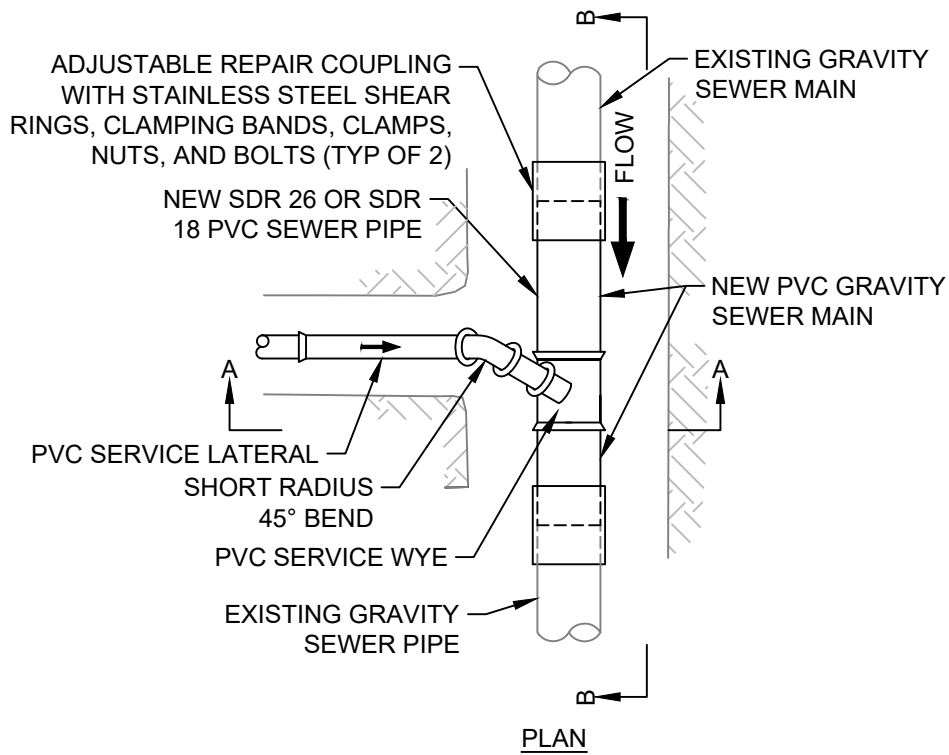 B
ADJUSTABLE REPAIR COUPLING
WITH STAINLESS STEEL SHEAR
RINGS, CLAMPING BANDS, CLAMPS,
NUTS, AND BOLTS (TYP OF 2)
EXISTING GRAVITY
SEWER MAIN
FLOW
NEW SDR 26 OR SDR
18 PVC SEWER PIPE
NEW PVC GRAVITY
SEWER MAIN
A
A
PVC SERVICE LATERAL
SHORT RADIUS
45° BEND
PVC SERVICE WYE
EXISTING GRAVITY
SEWER PIPE
B
PLAN